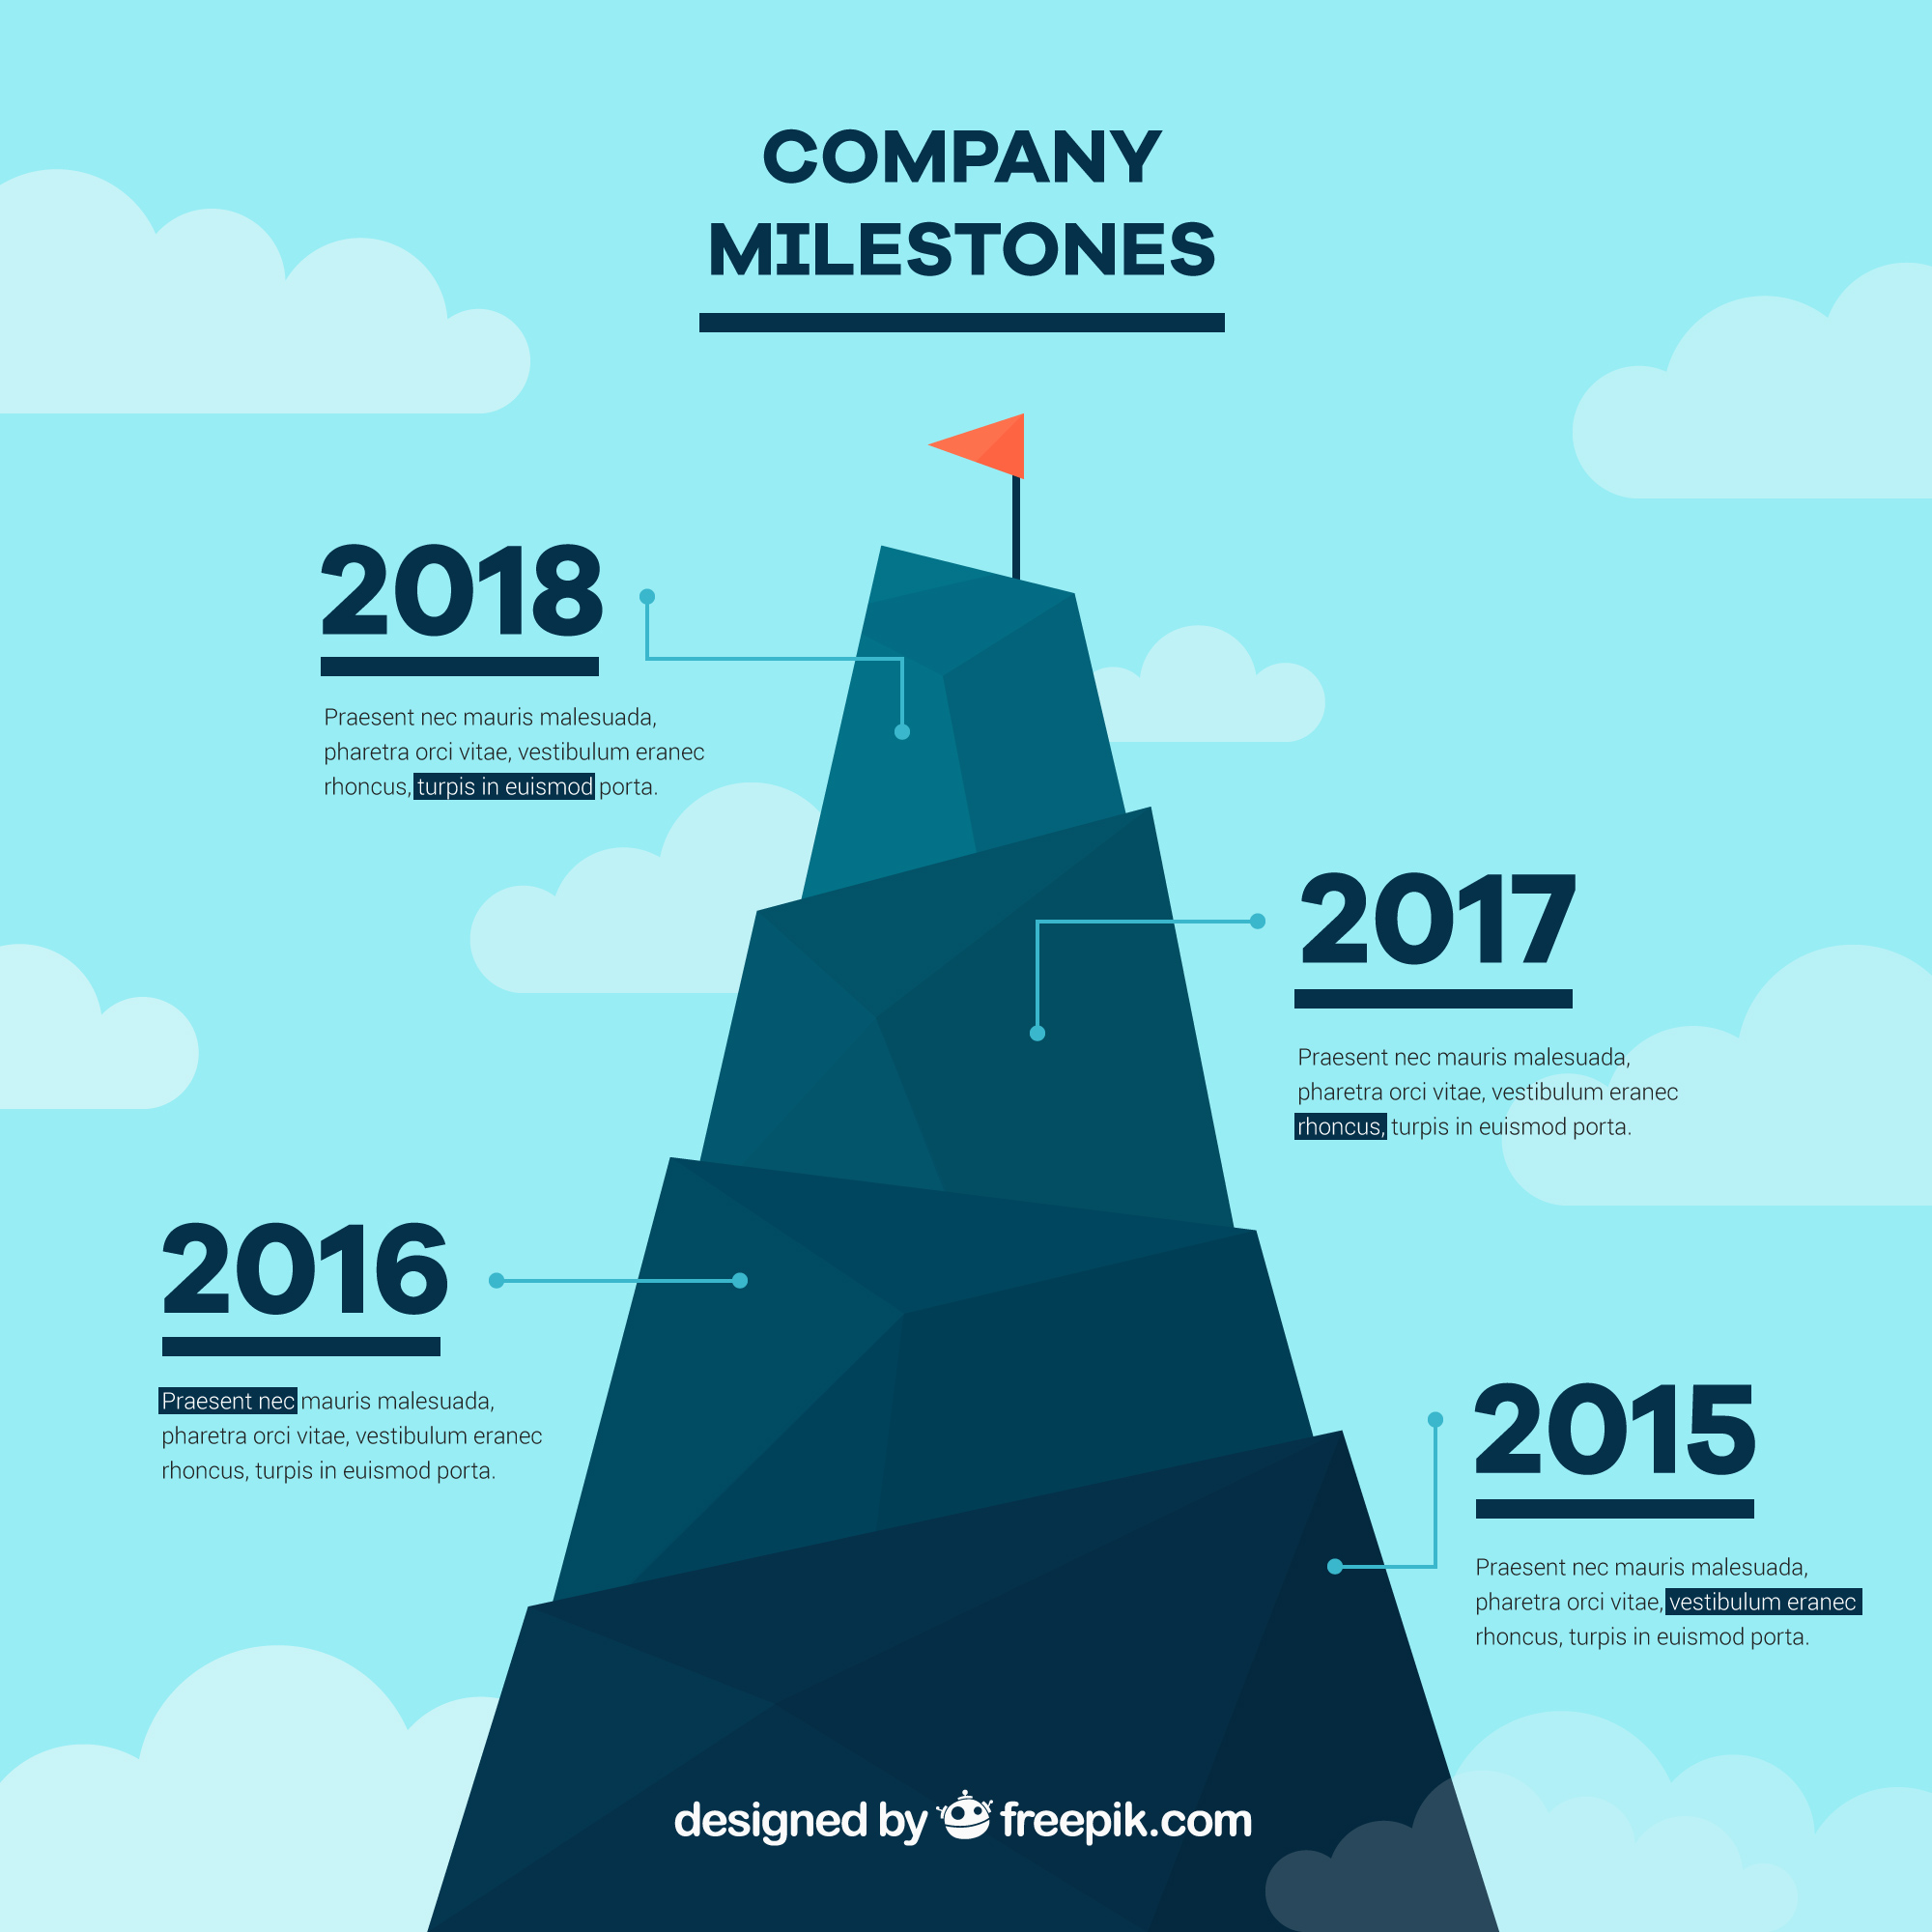 COMPANY
MILESTONES
2018
Praesent nec mauris malesuada,
pharetra orci vitae, vestibulum eranec
rhoncus, turpis in euismod porta.
2017
Praesent nec mauris malesuada,
pharetra orci vitae, vestibulum eranec
rhoncus, turpis in euismod porta.
2016
Praesent nec mauris malesuada,
pharetra orci vitae, vestibulum eranec
rhoncus, turpis in euismod porta.
2015
Praesent nec mauris malesuada,
pharetra orci vitae, vestibulum eranec
rhoncus, turpis in euismod porta.
designed by freepik.com